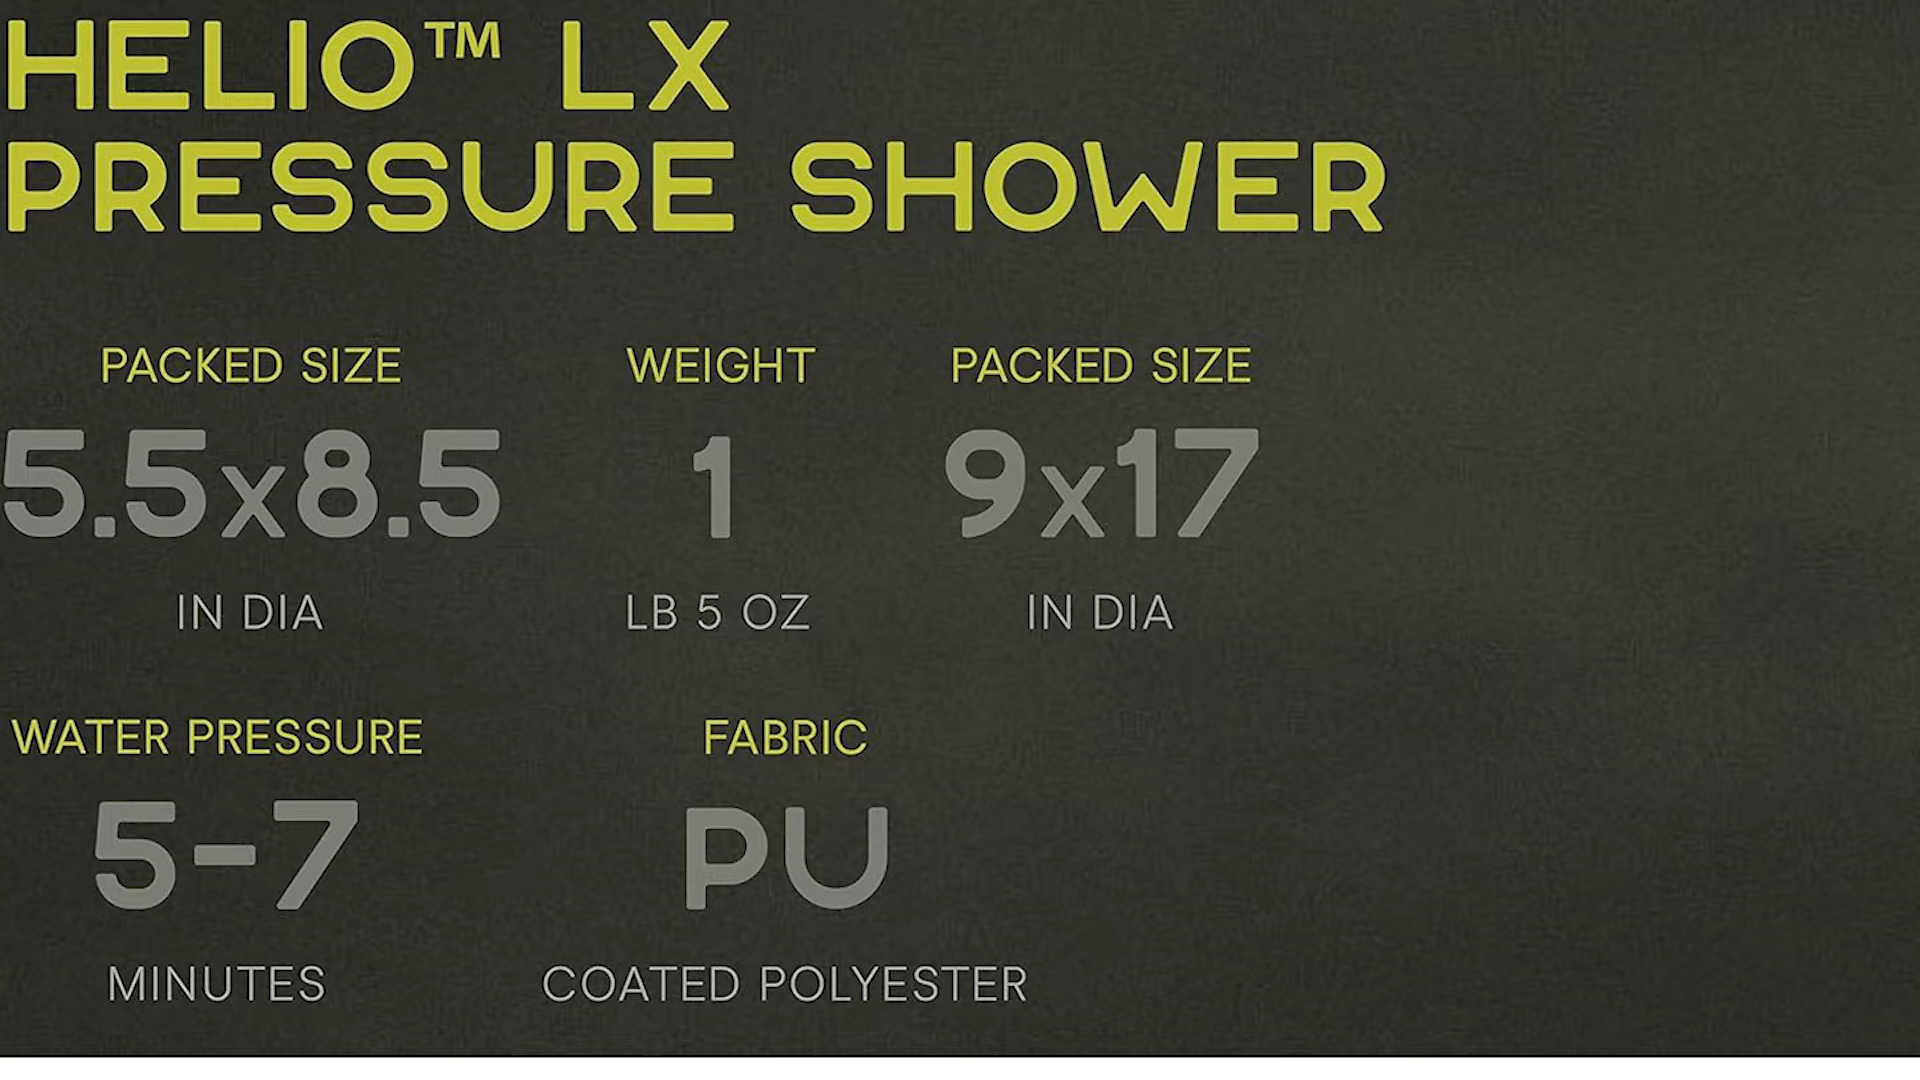 HELIO™ LX
PRESSURE SHOWER
PACKED SIZE WEIGHT PACKED SIZE
5.5x8.5 1 9x17
IN DIA LB 5 OZ IN DIA
WATER PRESSURE FABRIC
5-7 PU
MINUTES COATED POLYESTER